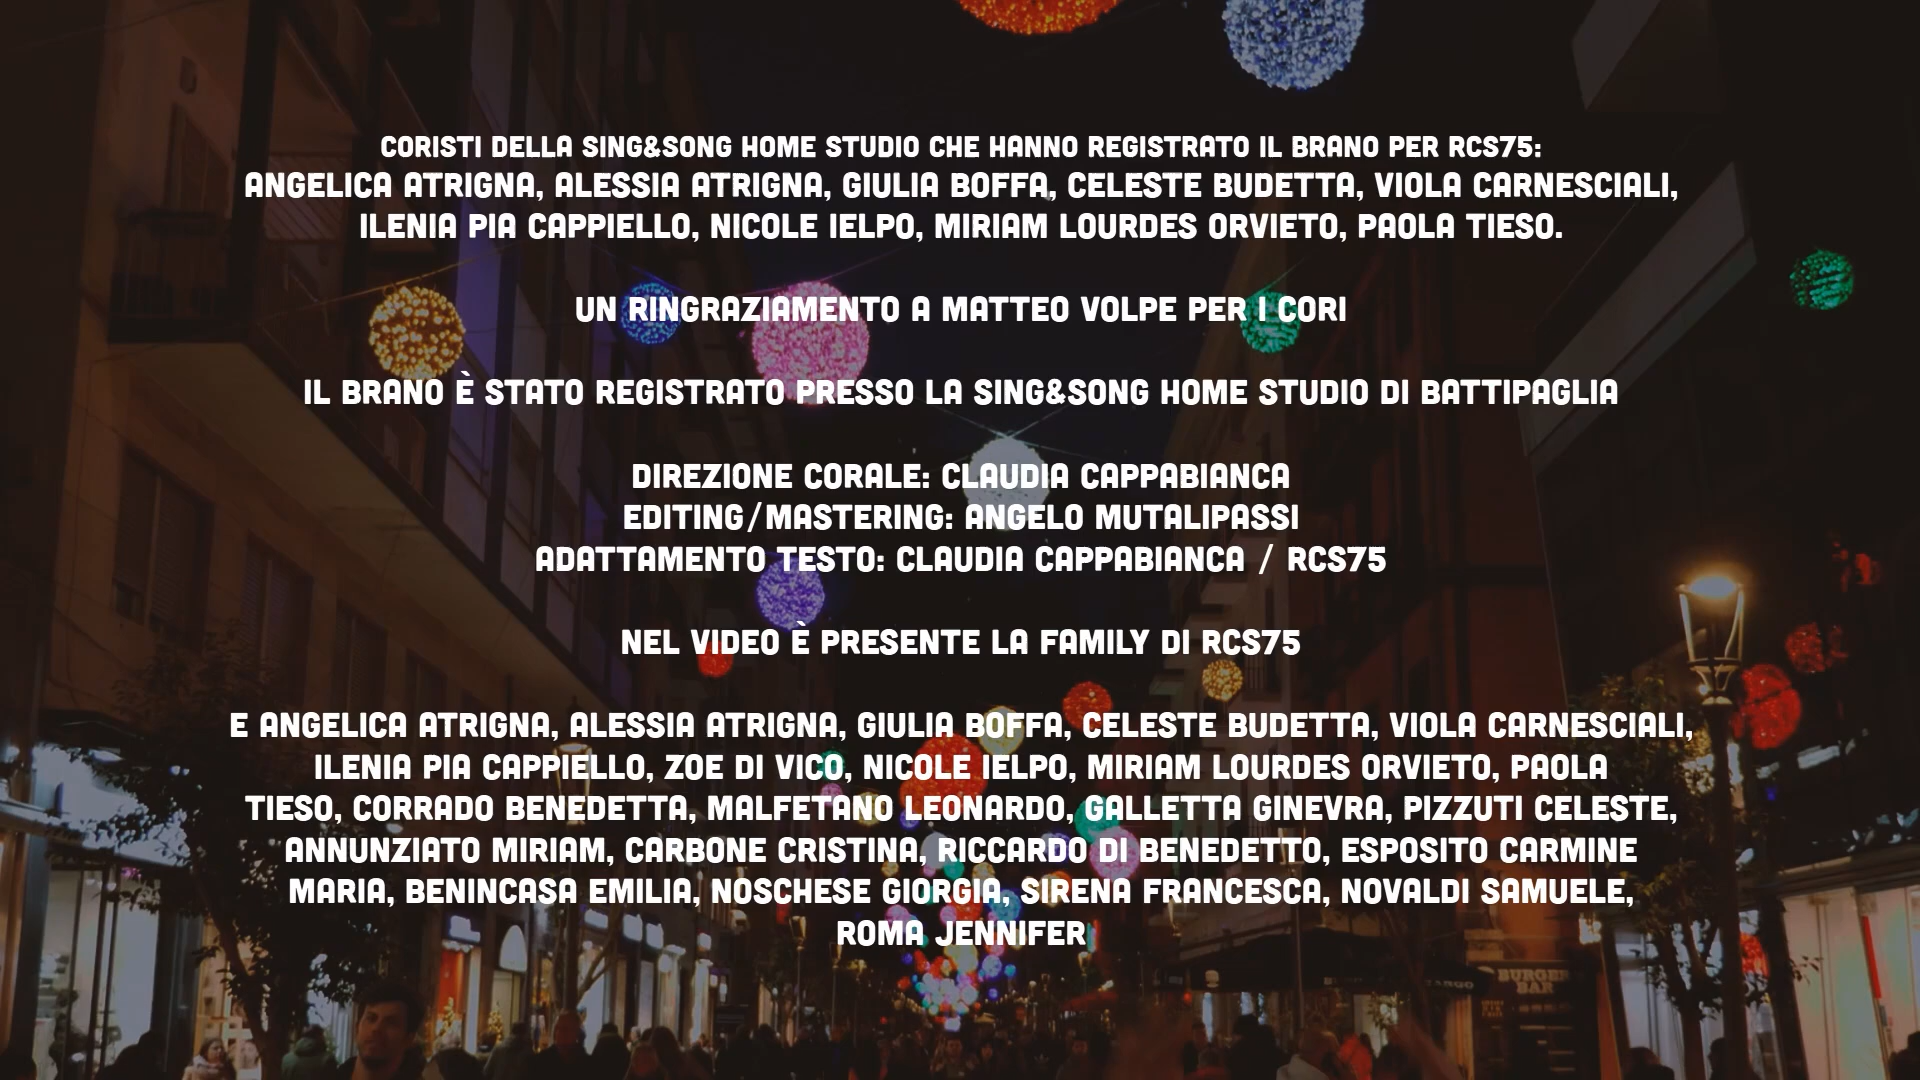 CORISTI DELLA SING&SONG HOME STUDIO CHE HANNO REGISTRATO IL BRANO PER RCS75:
ANGELICA ATRIGNA, ALESSIA ATRIGNA, GIULIA BOFFA, CELESTE BUDETTA, VIOLA CARNESCIALI,
ILENIA PIA CAPPIELLO, NICOLE IELPO, MIRIAM LOURDES ORVIETO, PAOLA TIESO.
UN RINGRAZIAMENTO A MATTEO VOLPE PER I CORI
IL BRANO È STATO REGISTRATO PRESSO LA SING&SONG HOME STUDIO DI BATTIPAGLIA
DIREZIONE CORALE: CLAUDIA CAPPABIANCA
EDITING/MASTERING: ANGELO MUTALIPASSI
ADATTAMENTO TESTO: CLAUDIA CAPPABIANCA / RCS75
NEL VIDEO È PRESENTE LA FAMILY DI RCS75
E ANGELICA ATRIGNA, ALESSIA ATRIGNA, GIULIA BOFFA, CELESTE BUDETTA, VIOLA CARNESCIALI,
ILENIA PIA CAPPIELLO, ZOE DI VICO, NICOLE IELPO, MIRIAM LOURDES ORVIETO, PAOLA
TIESO, CORRADO BENEDETTA, MALFETANO LEONARDO, GALLETTA GINEVRA, PIZZUTI CELESTE,
ANNUNZIATO MIRIAM, CARBONE CRISTINA, RICCARDO DI BENEDETTO, ESPOSITO CARMINE
MARIA, BENINCASA EMILIA, NOSCHESE GIORGIA, SIRENA FRANCESCA, NOVALDI SAMUELE,
ROMA JENNIFER
BURGER
BAR